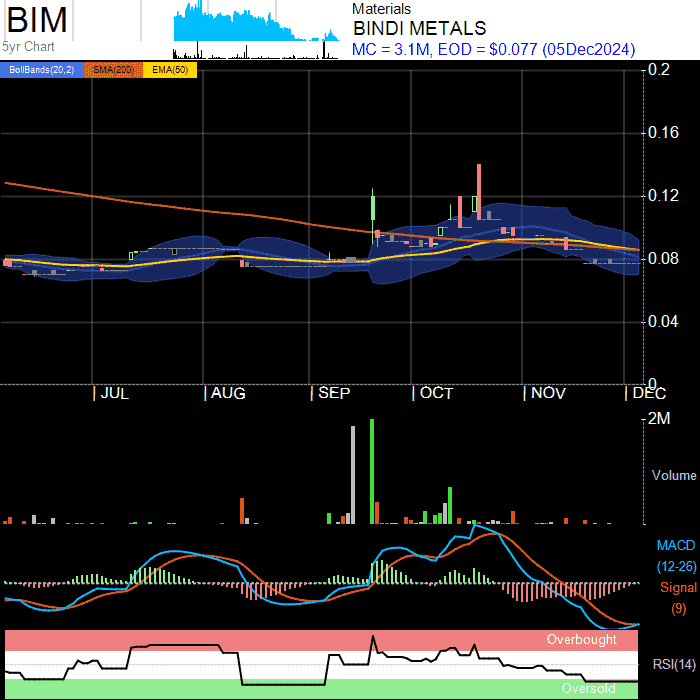 BIM
5yr Chart
Materials
BINDI METALS
MC = 3.1M, EOD = $0.077 (05Dec2024)
BollBands(20,2) SMA(200) EMA(50)
0.2
0.16
0.12
0.08
0.04
0
| JUL | AUG | SEP | OCT | NOV | DEC
2M
Volume
MACD
(12-26)
Signal
(9)
Overbought
RSI(14)
Oversold